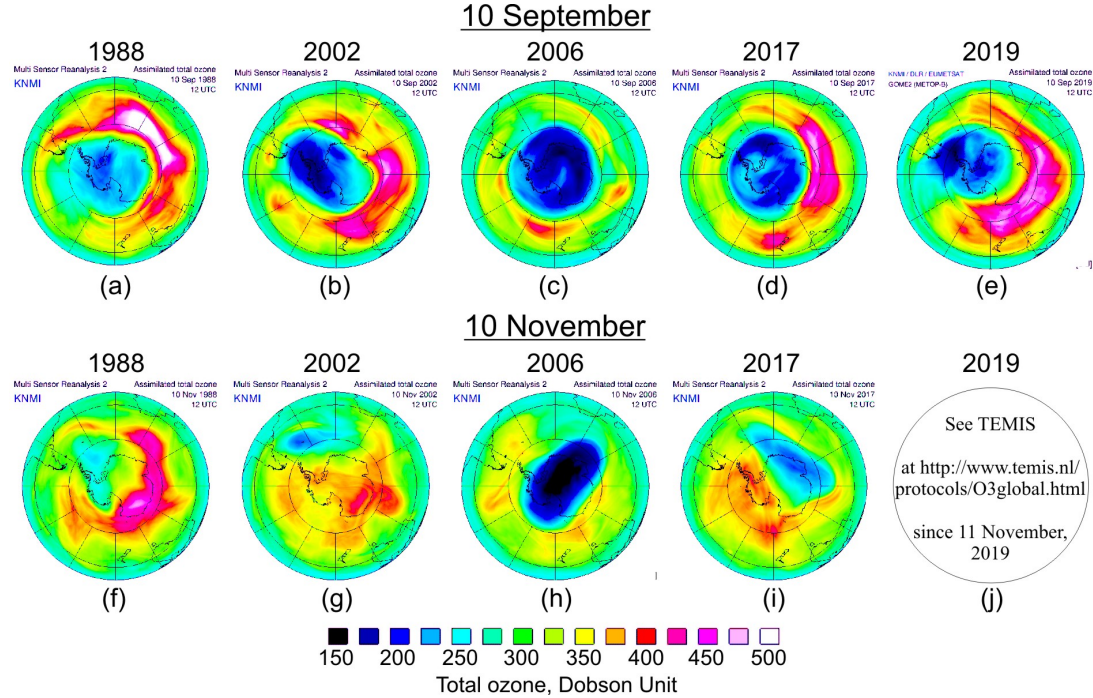 10 September
1988
2002
2006
2017
2019
Multi Sensor Reanalysis 2 Assimilated total ozone
KNMI 10 Sep 1988
12 UTC
Multi Sensor Reanalysis 2 Assimilated total ozone
KNMI 10 Sep 2002
12 UTC
Multi Sensor Reanalysis 2 Assimilated total ozone
KNMI 10 Sep 2006
12 UTC
Multi Sensor Reanalysis 2 Assimilated total ozone
KNMI 10 Sep 2017
12 UTC
KNMI / DLR / EUMETSAT Assimilated total ozone
GOME2 (METOP-B) 10 Sep 2019
12 UTC
(a)
(b)
(c)
(d)
(e)
10 November
1988
2002
2006
2017
2019
Multi Sensor Reanalysis 2 Assimilated total ozone
KNMI 10 Nov 1988
12 UTC
Multi Sensor Reanalysis 2 Assimilated total ozone
KNMI 10 Nov 2002
12 UTC
Multi Sensor Reanalysis 2 Assimilated total ozone
KNMI 10 Nov 2006
12 UTC
Multi Sensor Reanalysis 2 Assimilated total ozone
KNMI 13 Nov 2017
12 UTC
See TEMIS
at http://www.temis.nl/
protocols/O3global.html
since 11 November,
2019
(f)
(g)
(h)
(i)
(j)
150 200 250 300 350 400 450 500
Total ozone, Dobson Unit